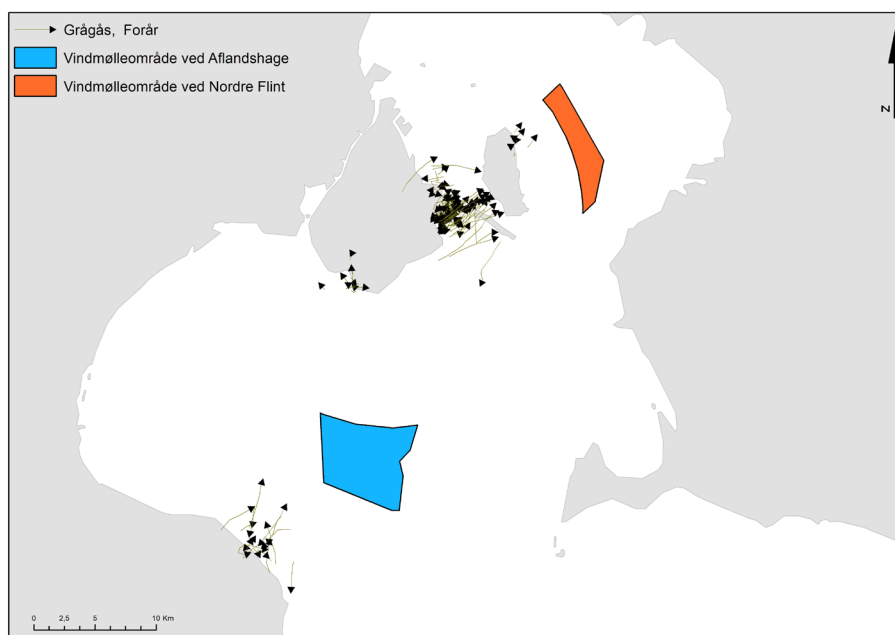 Grågås,  Forår
Vindmølleområde ved Aflandshage
Vindmølleområde ved Nordre Flint
N
0 2,5 5 10 Km